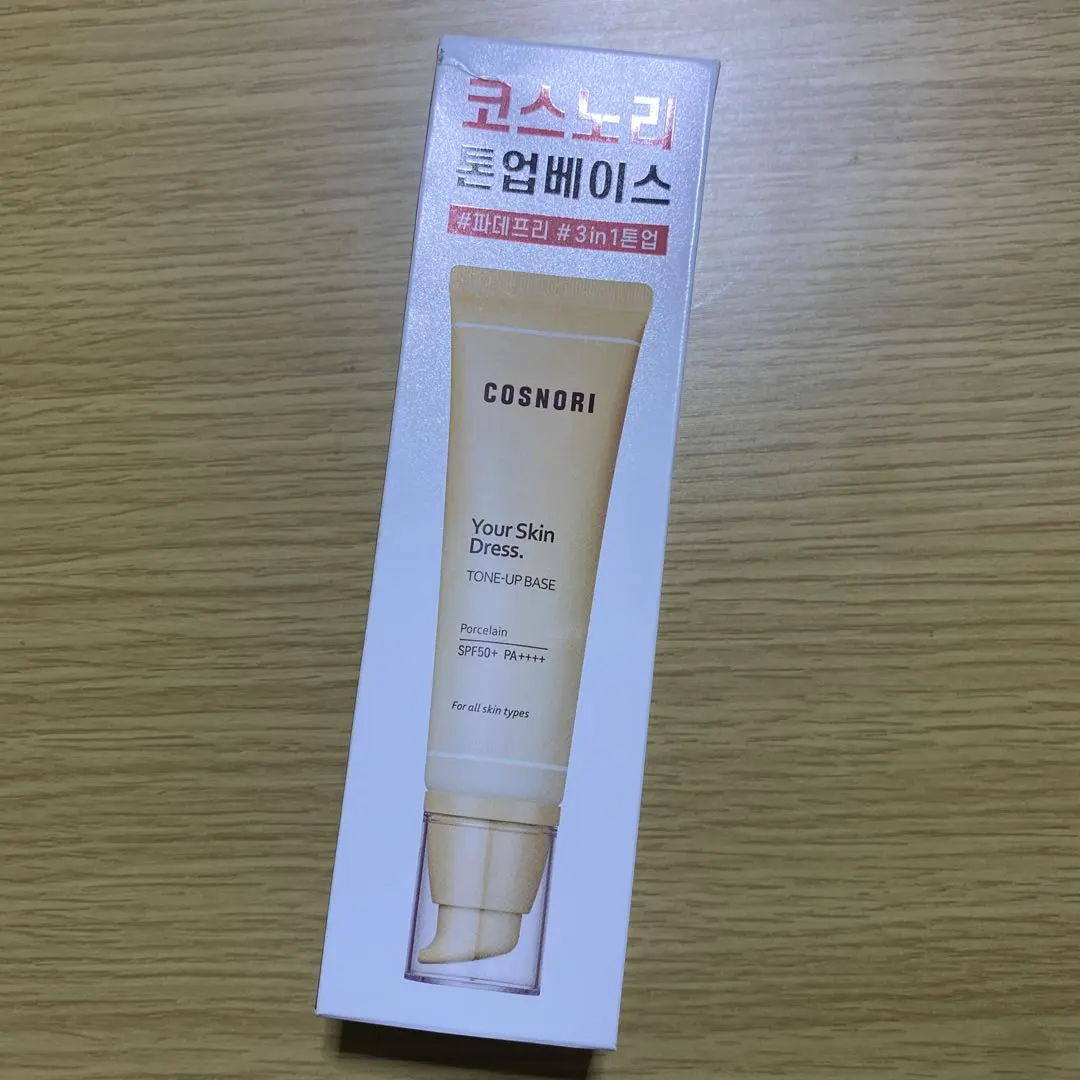 코스노리
톤업베이스
#파데프리 #3in1톤업
COSNORI
Your Skin
Dress.
TONE-UP BASE
Porcelain
SPF50+ PA++++
For all skin types